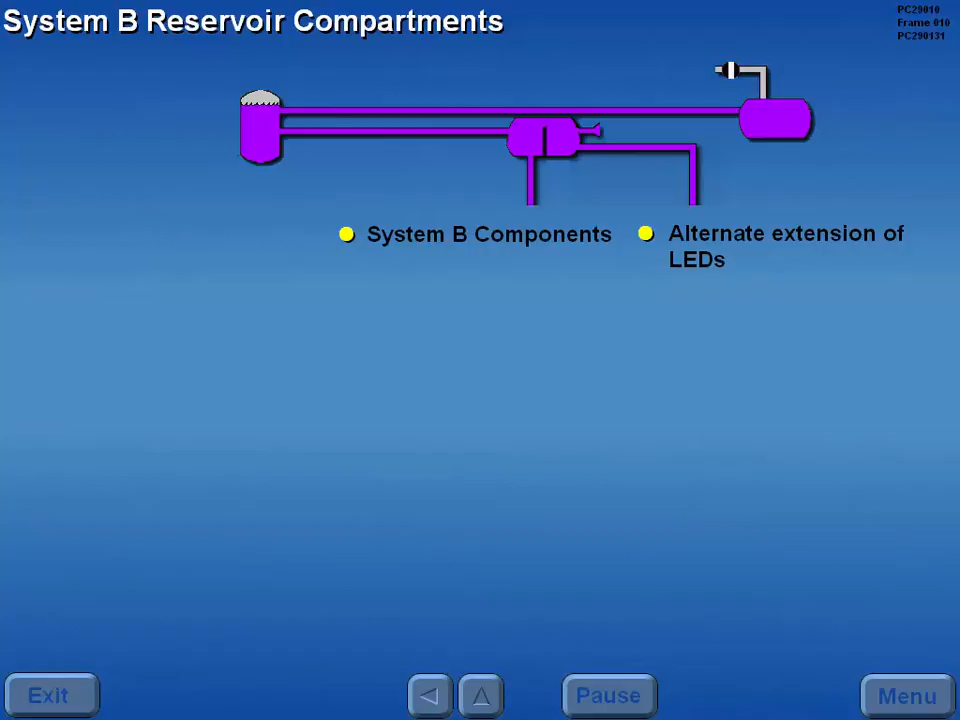 System B Reservoir Compartments
PC29010
Frame 010
PC290131
System B Components
Alternate extension of
LEDs
Exit
Pause
Menu